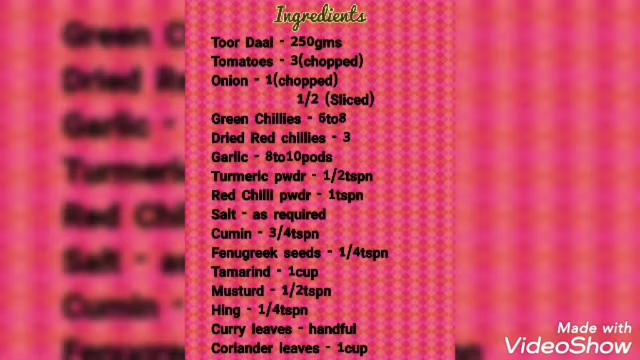 Ingredients
Toor Daal - 250gms
Tomatoes - 3(chopped)
Onion - 1(chopped)
1/2 (Sliced)
Green Chillies - 6to8
Dried Red chillies - 3
Garlic - 8to10pods
Turmeric pwdr - 1/2tspn
Red Chilli pwdr - 1tspn
Salt - as required
Cumin - 3/4tspn
Fenugreek seeds - 1/4tspn
Tamarind - 1cup
Musturd - 1/2tspn
Hing - 1/4tspn
Curry leaves - handful
Coriander leaves - 1cup
Made with
VideoShow